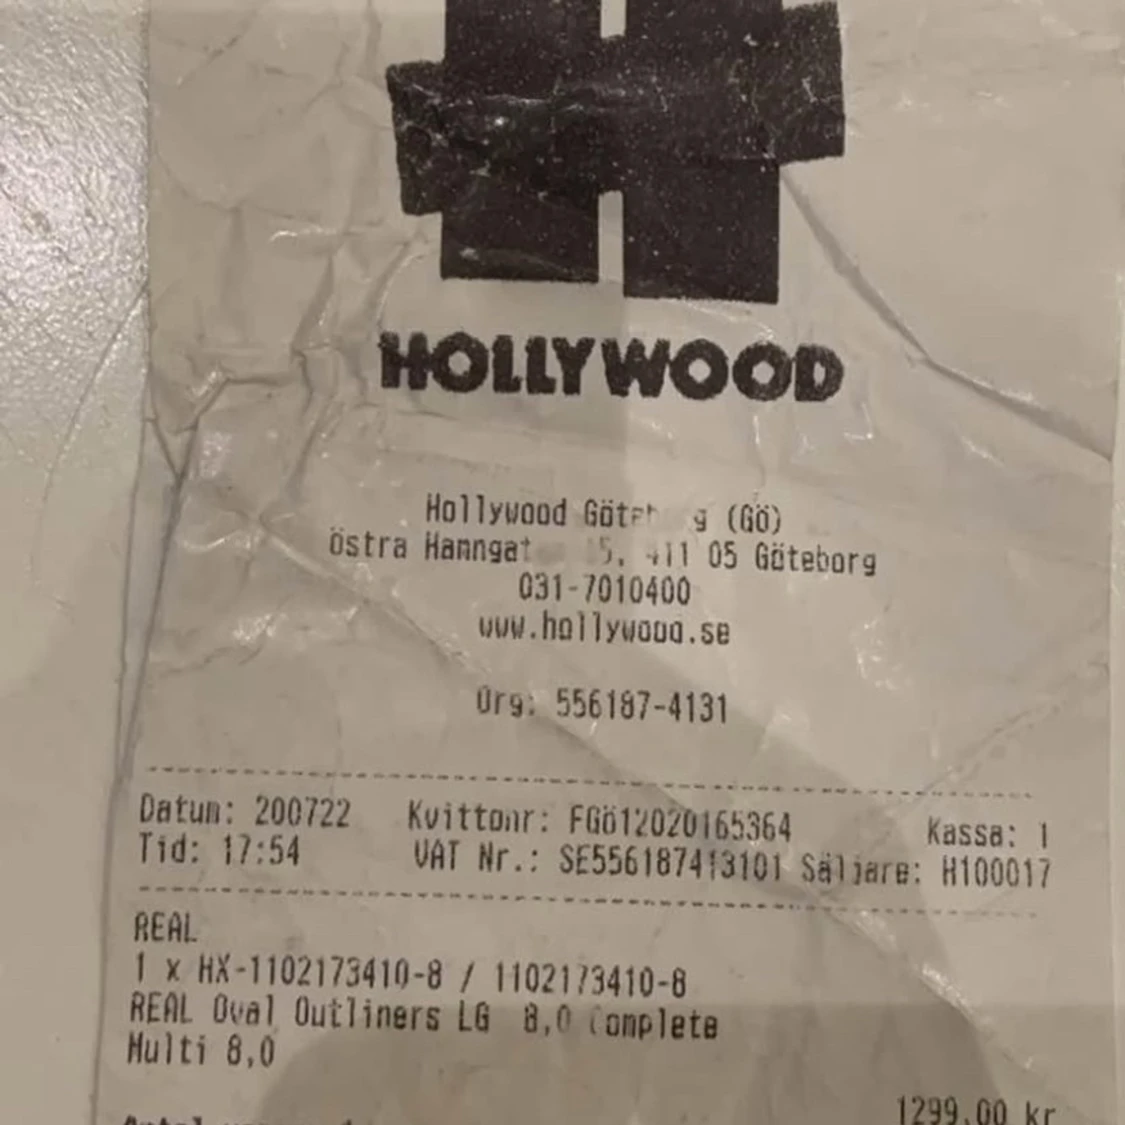 HOLLYWOOD
Hollywood (Gö)
Östra 411 05 Göteborg
031-7010400
www.hollywood.se
Org: 556187-4131
Datum: 200722 Kvittonr: FGö12020165364 Kassa: 1
Tid: 17:54 VAT Nr.: SE556187413101 Säljare: H100017
REAL
1 x HX-1102173410-8 / 1102173410-8
REAL Oval Outliners LG 8,0 Complete
Multi 8,0
1299.00 kr